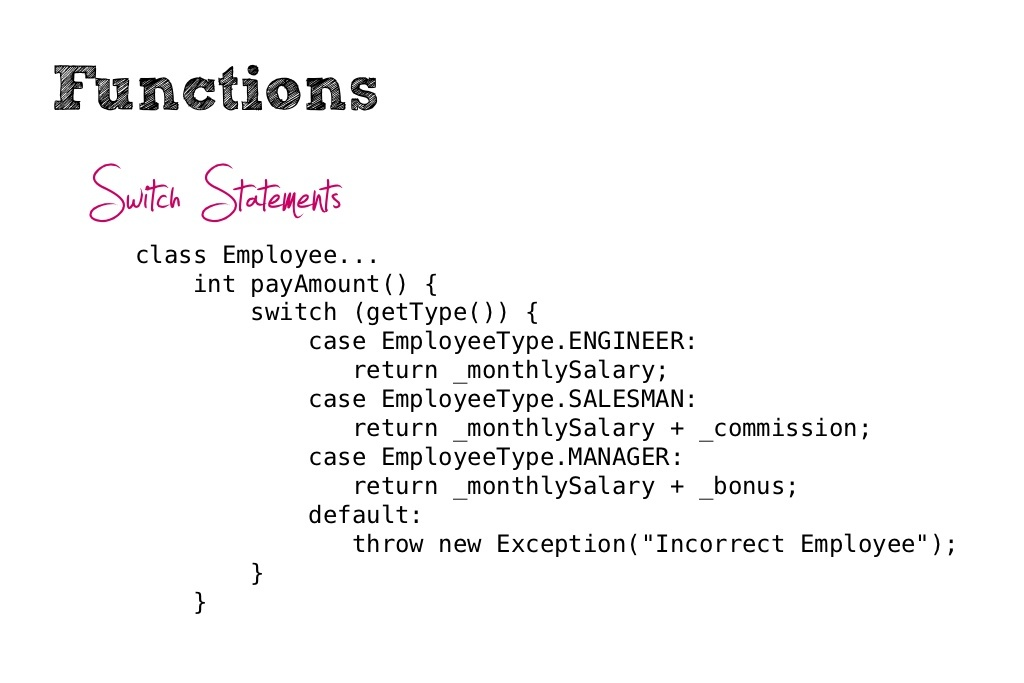 Functions
Switch Statements
class Employee...
    int payAmount() {
        switch (getType()) {
            case EmployeeType.ENGINEER:
               return _monthlySalary;
            case EmployeeType.SALESMAN:
               return _monthlySalary + _commission;
            case EmployeeType.MANAGER:
               return _monthlySalary + _bonus;
            default:
               throw new Exception("Incorrect Employee");
        }
    }